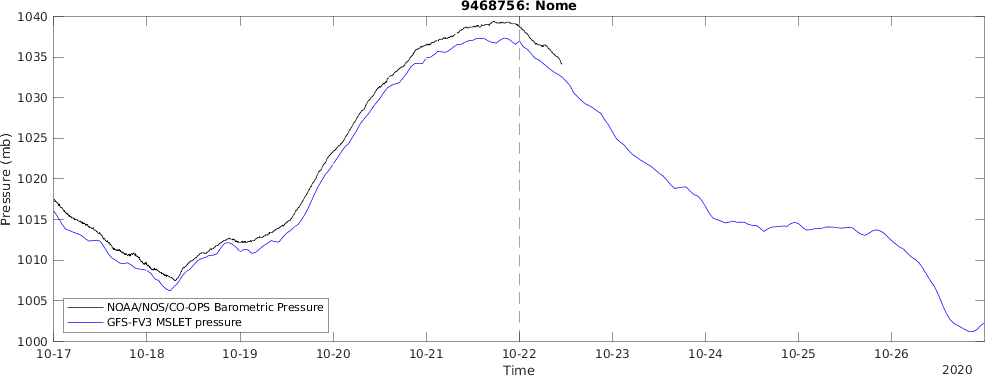 9468756: Nome
1040
1035
1030
1025
1020
1015
1010
1005
1000
Pressure (mb)
NOAA/NOS/CO-OPS Barometric Pressure
GFS-FV3 MSLET pressure
10-17 10-18 10-19 10-20 10-21 10-22 10-23 10-24 10-25 10-26
Time
2020